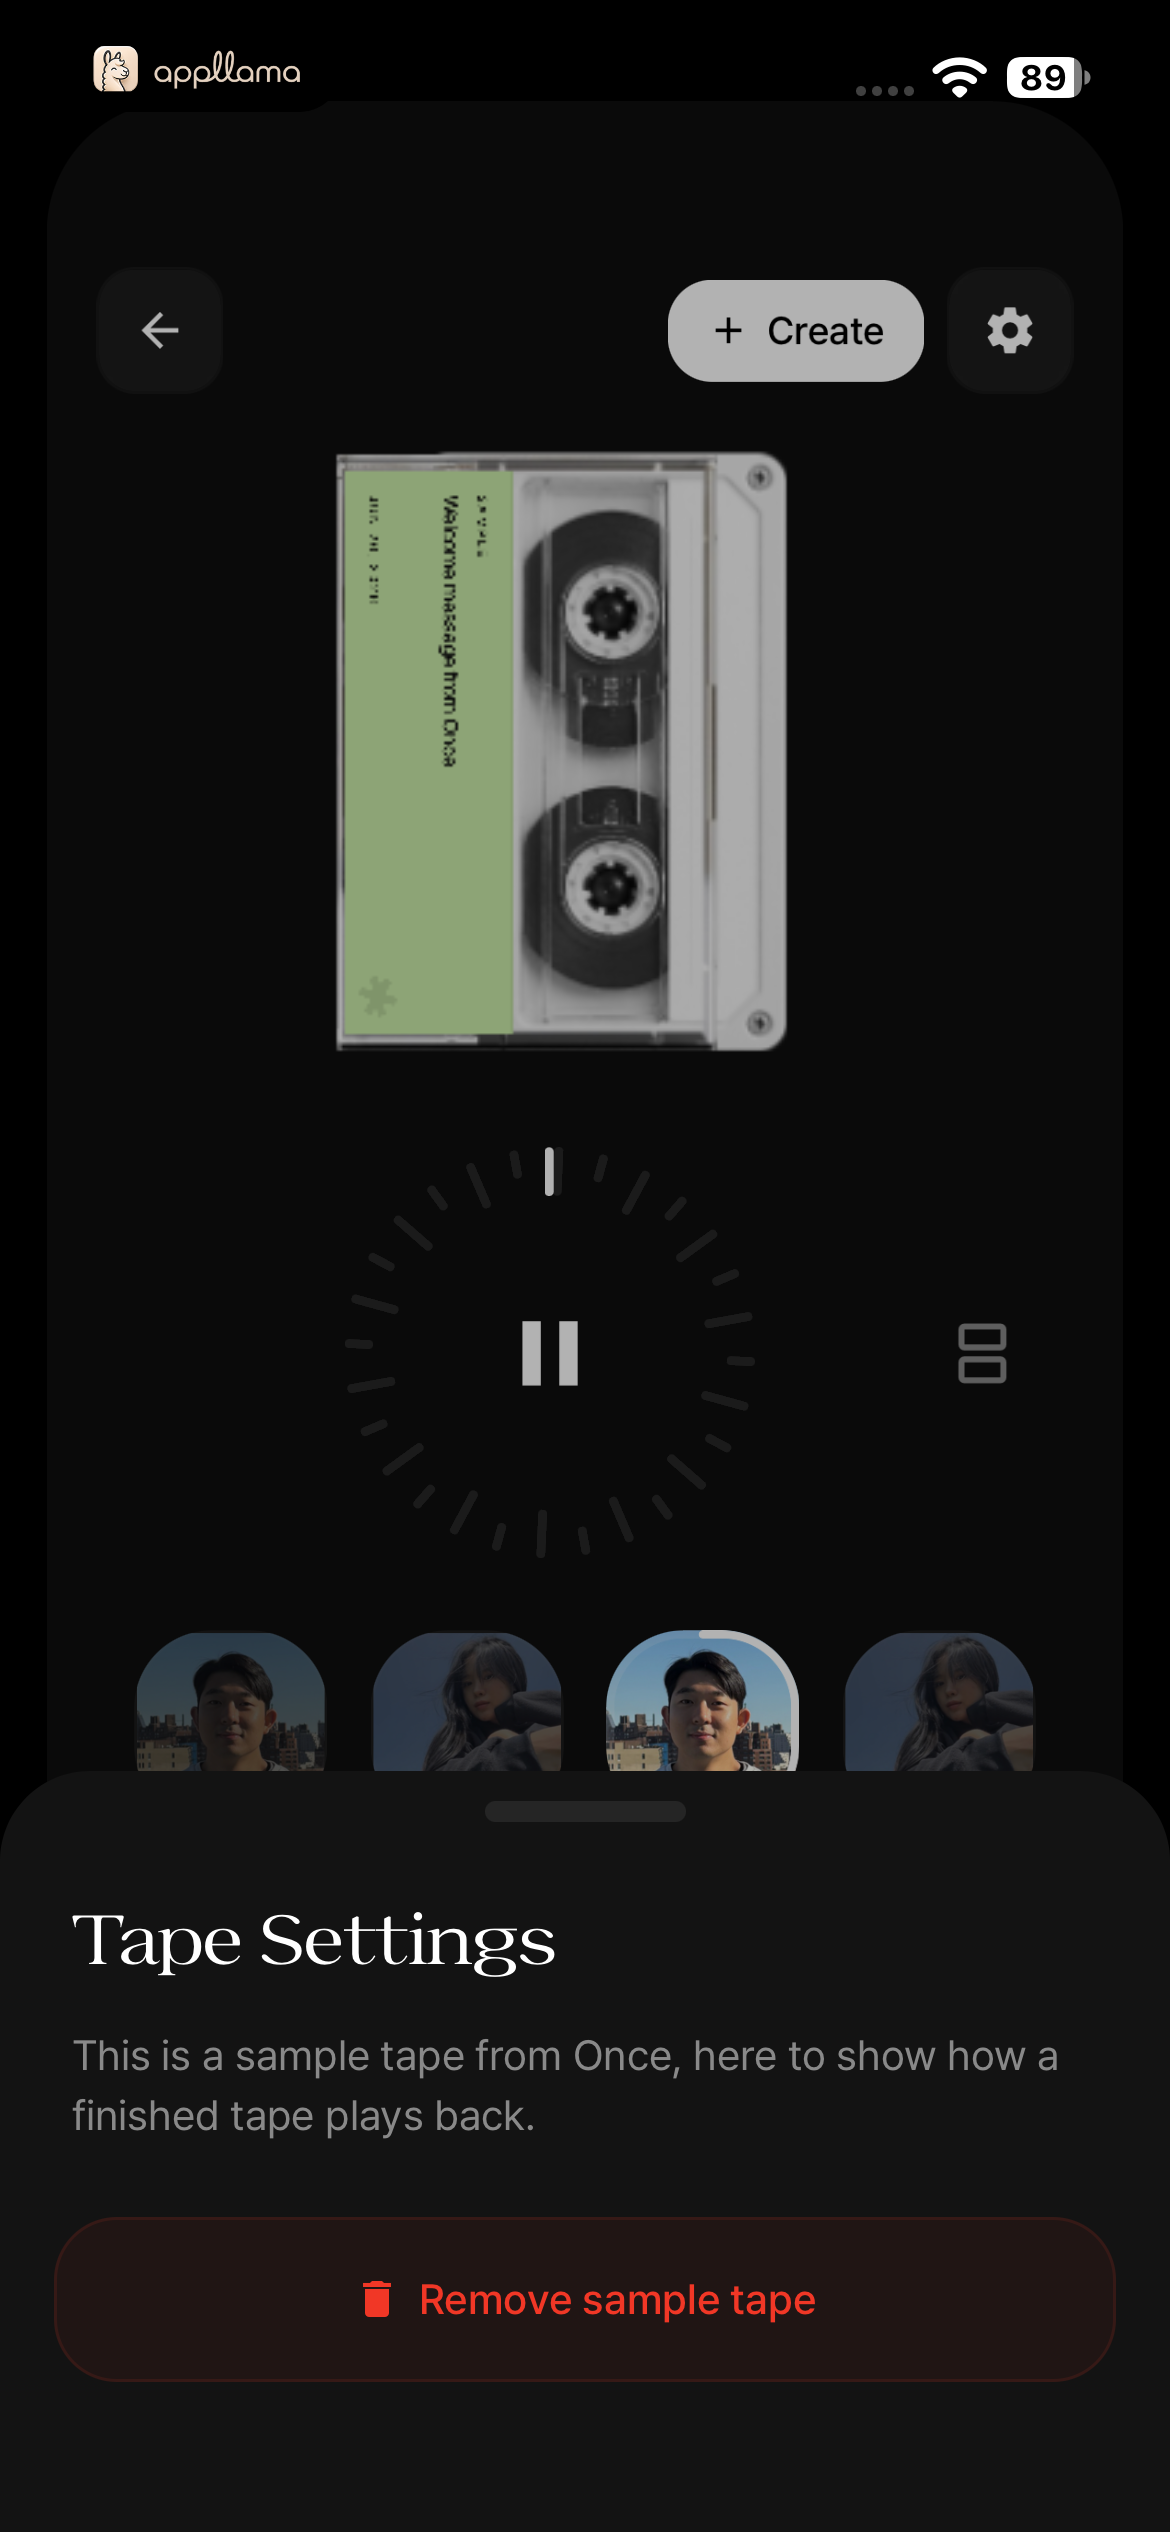 appllama
89
Create
Welcome message from Once
Tape Settings
This is a sample tape from Once, here to show how a
finished tape plays back.
Remove sample tape